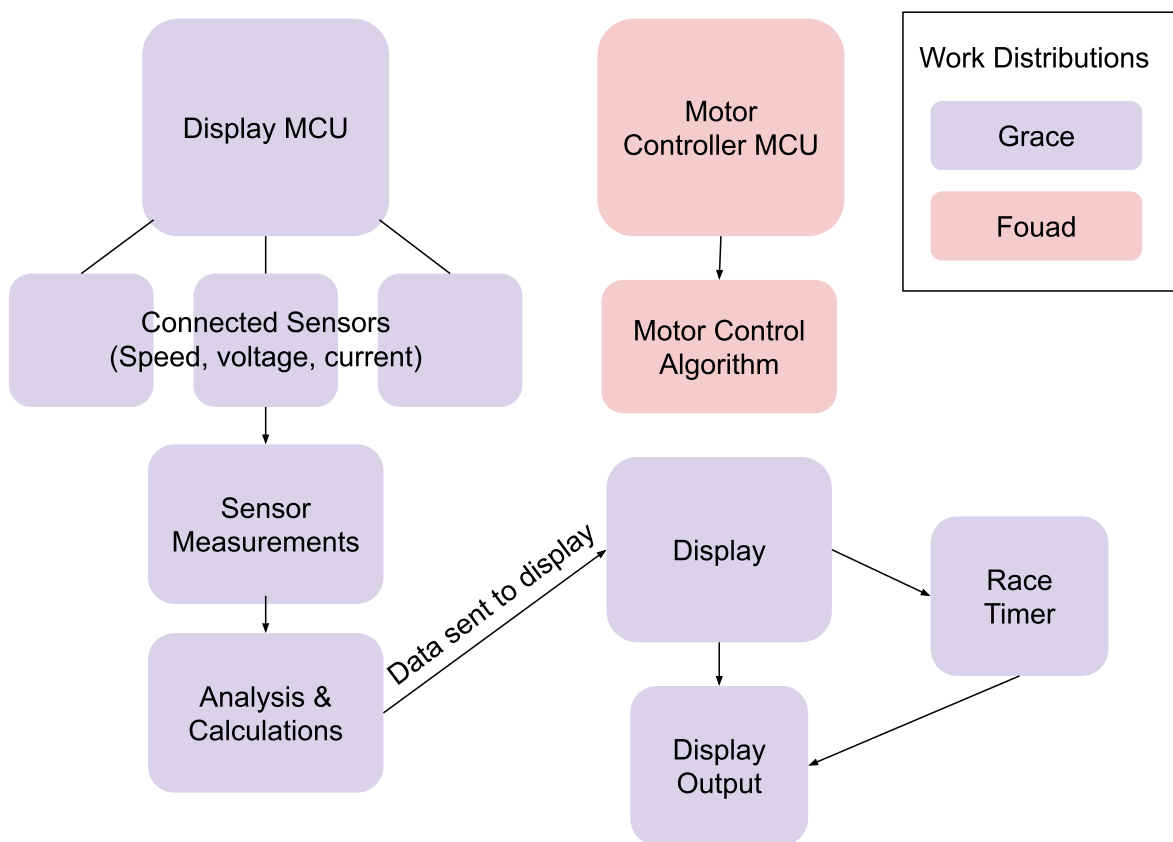 Display MCU
Motor
Controller MCU
Work Distributions
Grace
Fouad
Connected Sensors
(Speed, voltage, current)
Motor Control
Algorithm
Sensor
Measurements
Data sent to display
Display
Race
Timer
Analysis &
Calculations
Display
Output